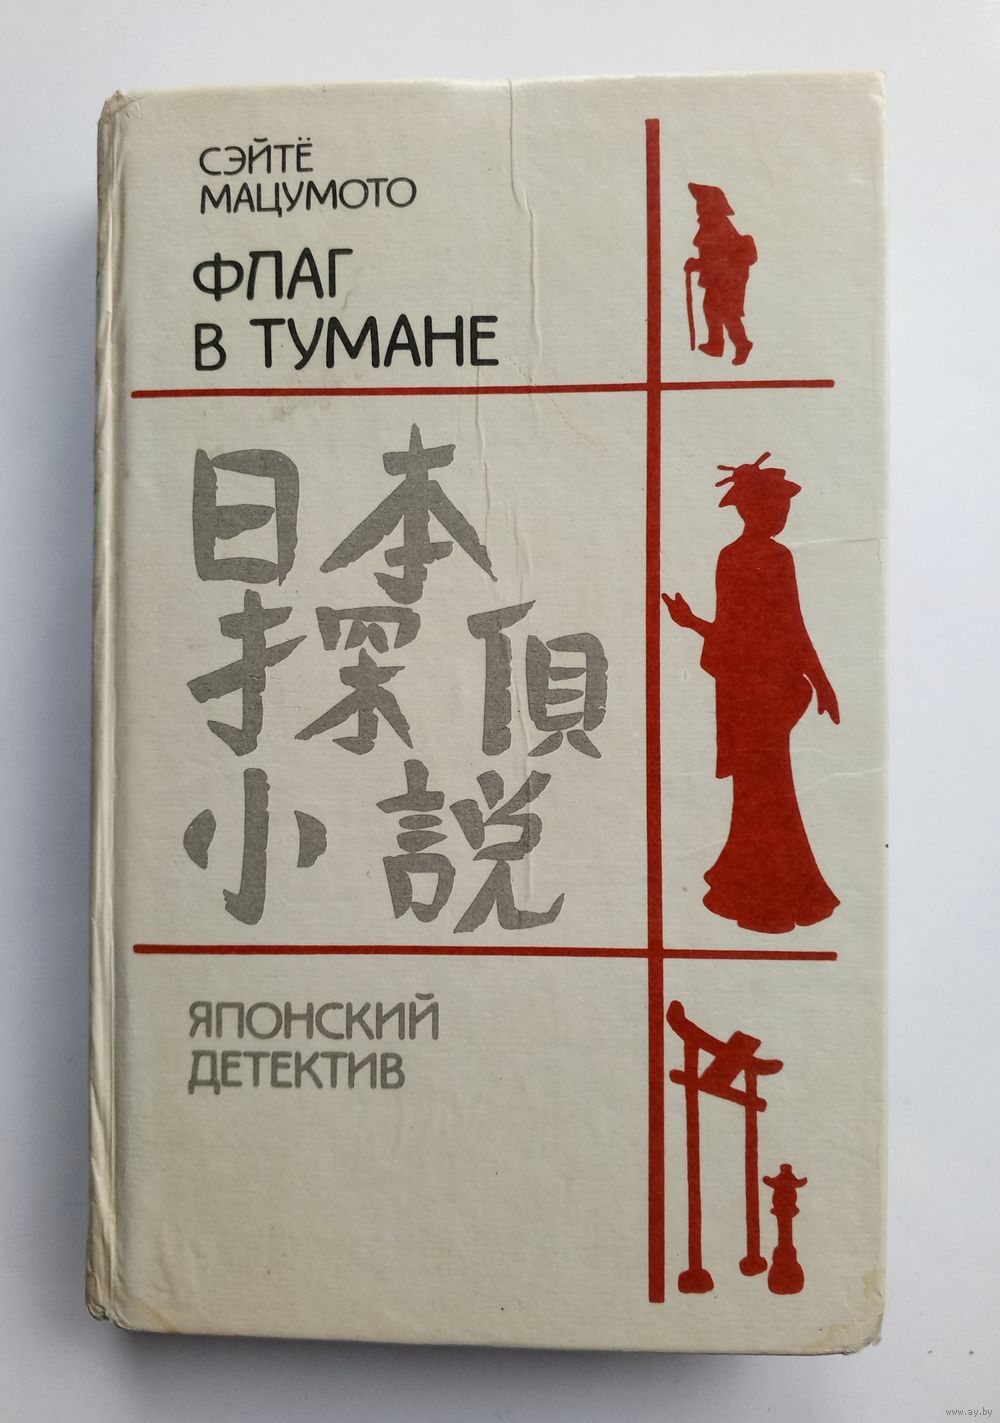 СЭЙТЁ
МАЦУМОТО
ФЛАГ
В ТУМАНЕ
日本
探偵
小説
ЯПОНСКИЙ
ДЕТЕКТИВ
www.ay.by